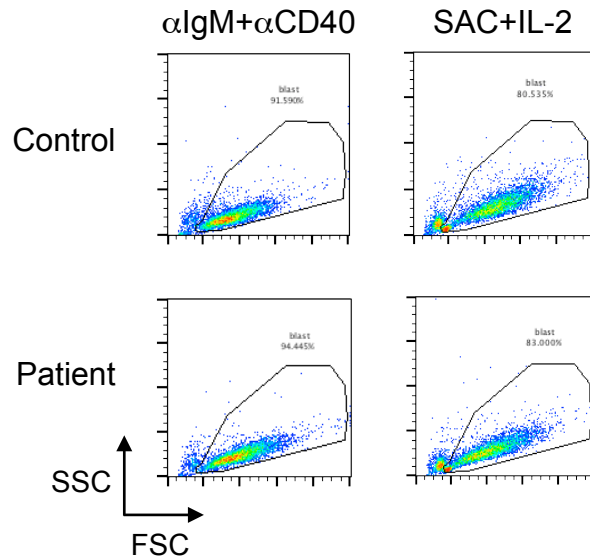 αIgM+αCD40 SAC+IL-2
Control
blast
91.590%
blast
80.535%
Patient
blast
94.445%
blast
83.000%
SSC
FSC